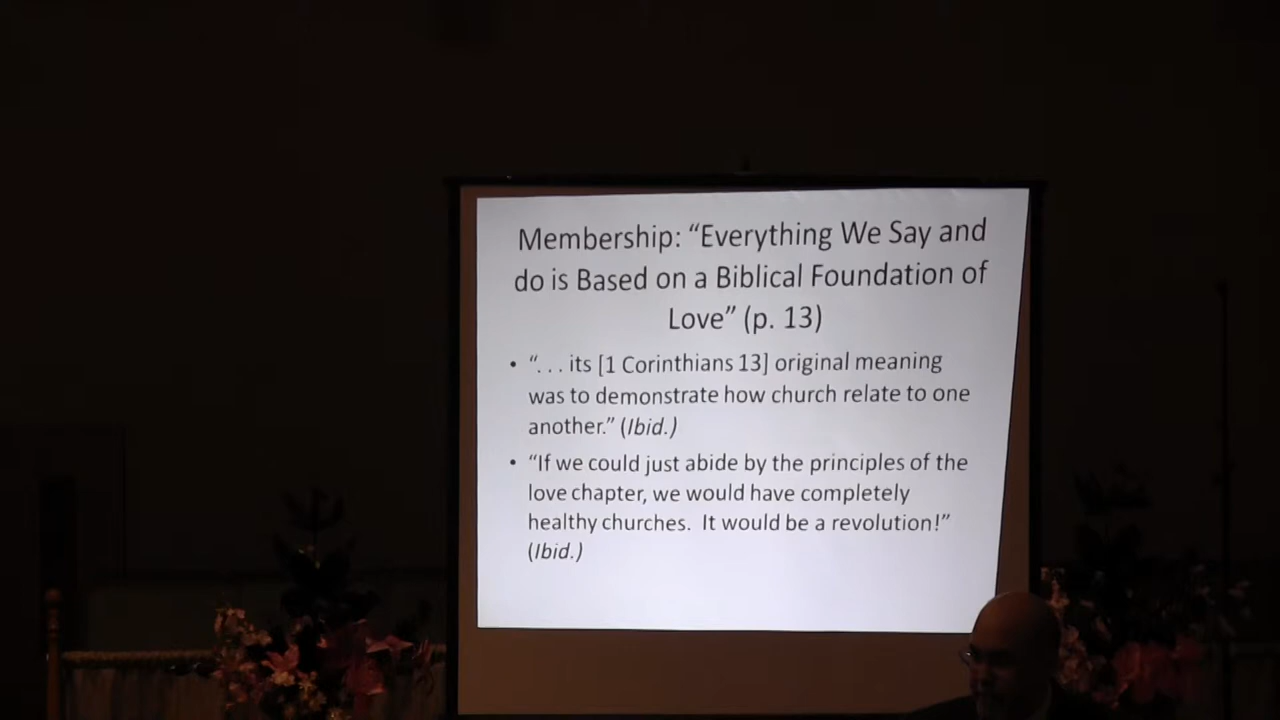 Membership: “Everything We Say and
do is Based on a Biblical Foundation of
Love” (p. 13)
• “. . . its [1 Corinthians 13] original meaning
was to demonstrate how church relate to one
another.” (Ibid.)
• “If we could just abide by the principles of the
love chapter, we would have completely
healthy churches.  It would be a revolution!”
(Ibid.)